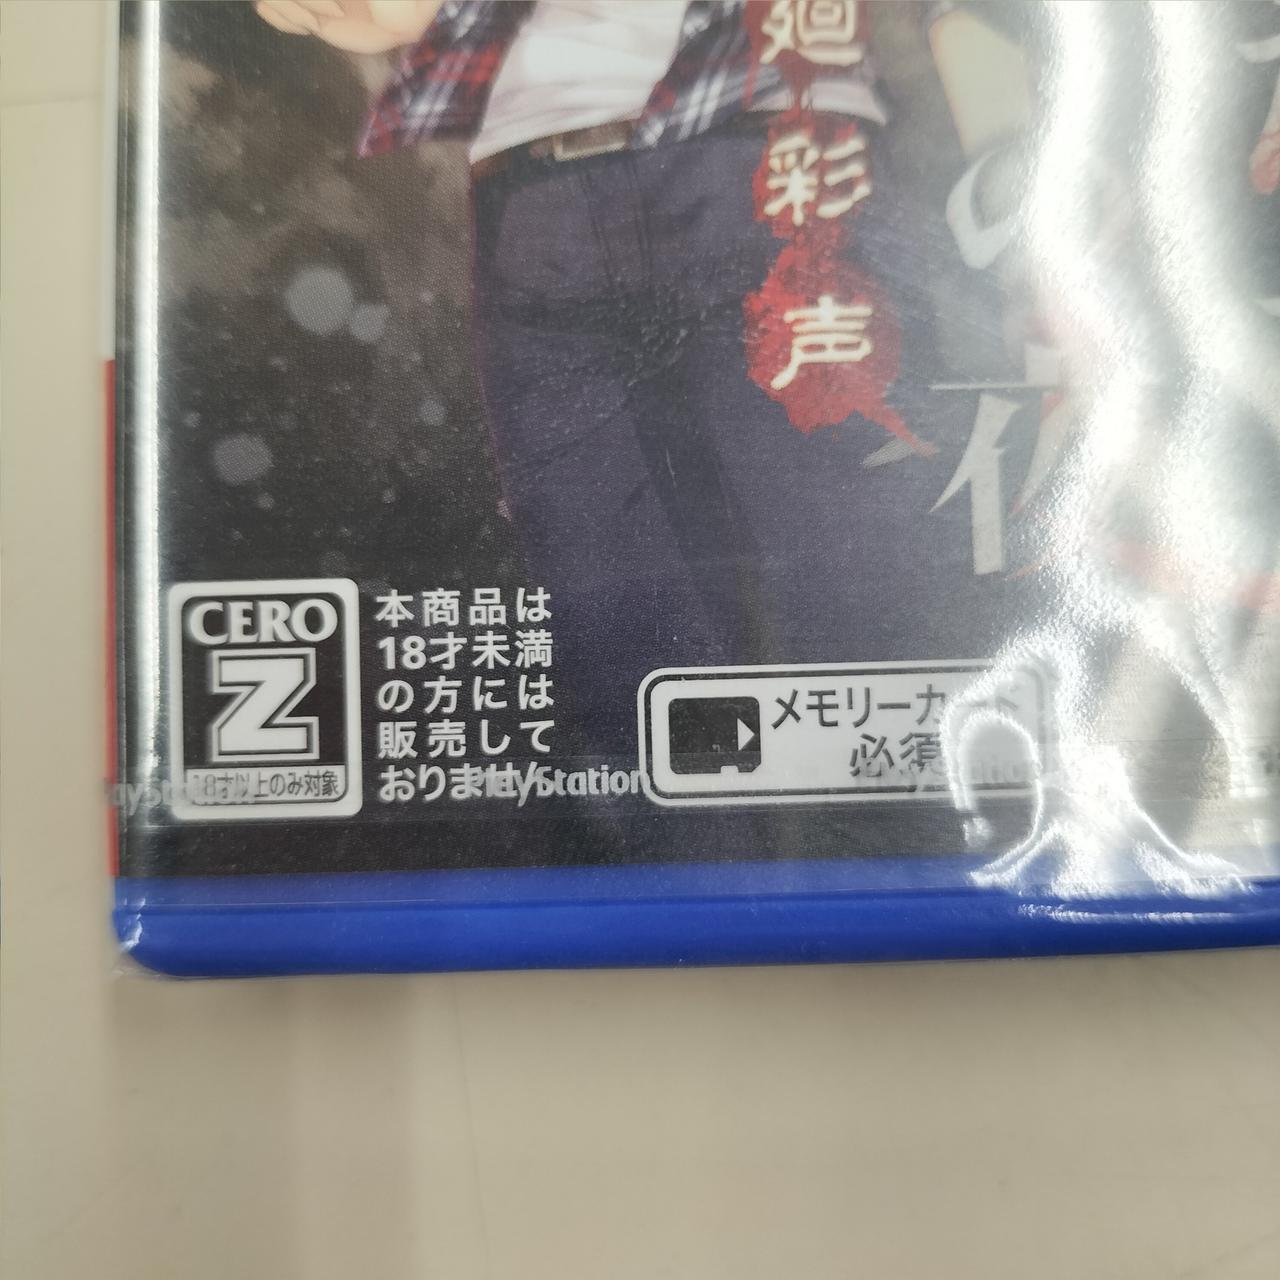 廻
彩
声
夜
CERO
Z
18才以上のみ対象
本商品は
18才未満
の方には
販売して
おりません
メモリーカード
必須
PlayStation